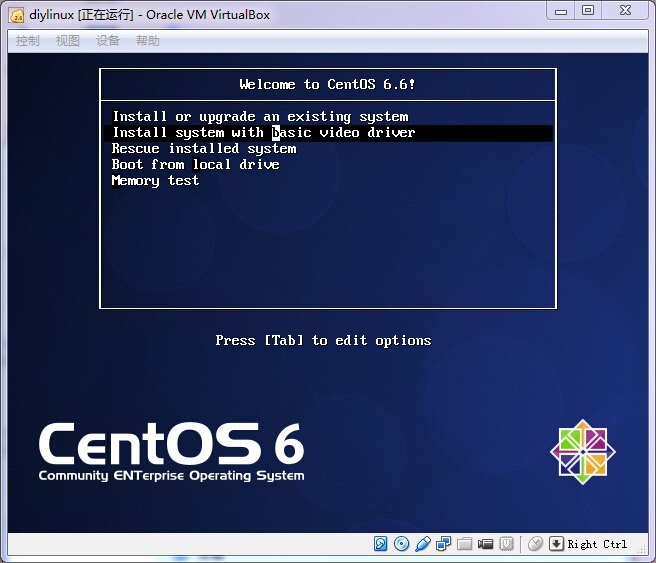 diylinux [正在运行] - Oracle VM VirtualBox
控制 视图 设备 帮助
Welcome to CentOS 6.6!
Install or upgrade an existing system
Install system with basic video driver
Rescue installed system
Boot from local drive
Memory test
Press [Tab] to edit options
CentOS 6
Community ENTerprise Operating System
Right Ctrl